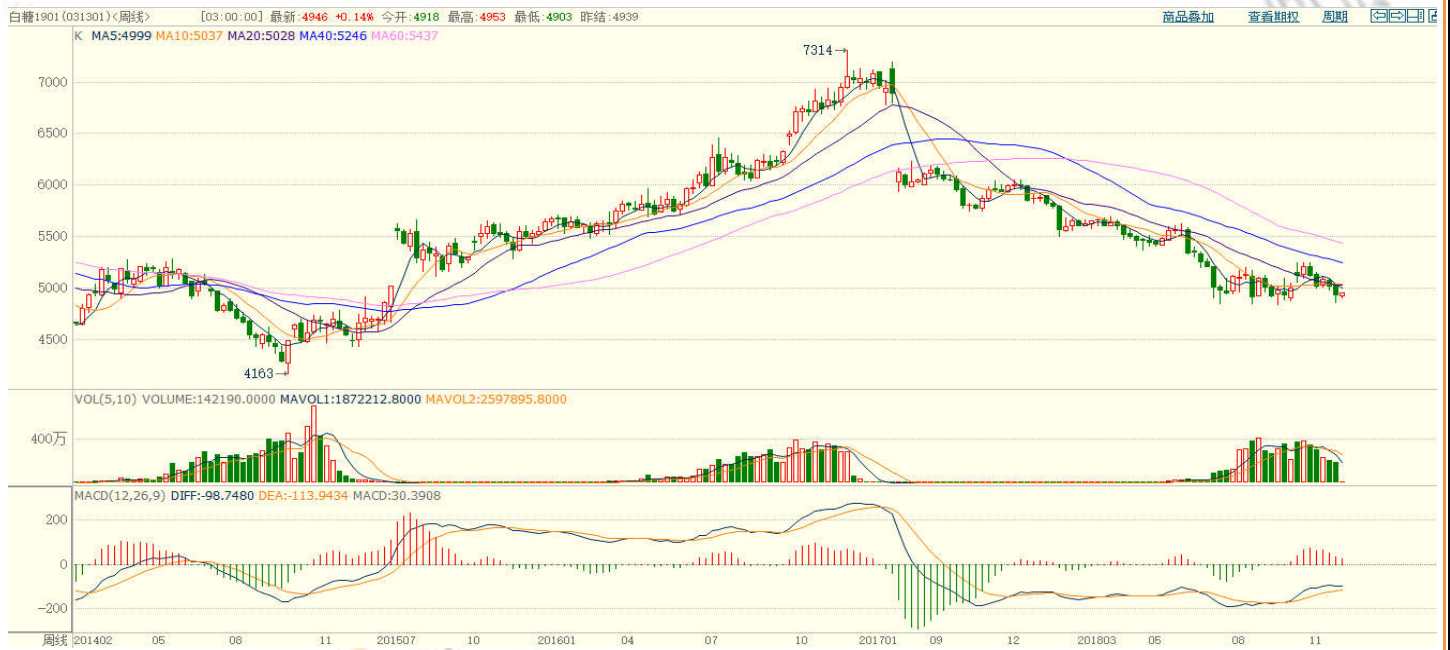 白糖1901(031301)<周线> [03:00:00] 最新:4946 +0.14% 今开:4918 最高:4953 最低:4903 昨结:4939 商品叠加 查看期权 周期
K MA5:4999 MA10:5037 MA20:5028 MA40:5246 MA60:5437
7314→
7000
6500
6000
5500
5000
4500
4163→
VOL(5,10) VOLUME:142190.0000 MAVOL1:1872212.8000 MAVOL2:2597895.8000
400万
MACD(12,26,9) DIFF:-98.7480 DEA:-113.9434 MACD:30.3908
200
0
-200
周线 201402 05 08 11 201507 10 201601 04 07 10 201701 09 12 201803 05 08 11